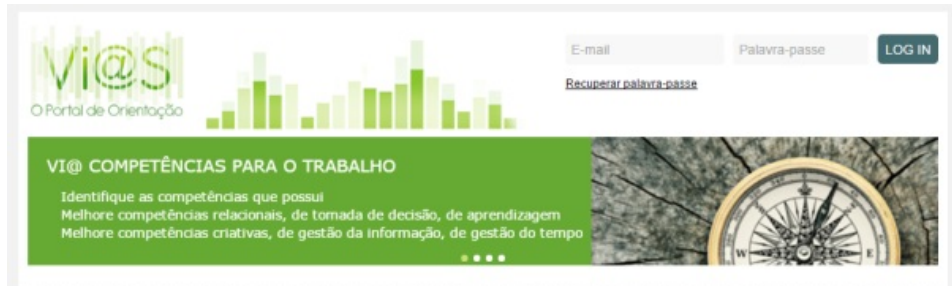 Vi@s
O Portal de Orientação
E-mail
Palavra-passe
LOG IN
Recuperar palavra-passe
VI@ COMPETÊNCIAS PARA O TRABALHO
Identifique as competências que possui
Melhore competências relacionais, de tomada de decisão, de aprendizagem
Melhore competências criativas, de gestão da informação, de gestão do tempo
W
E